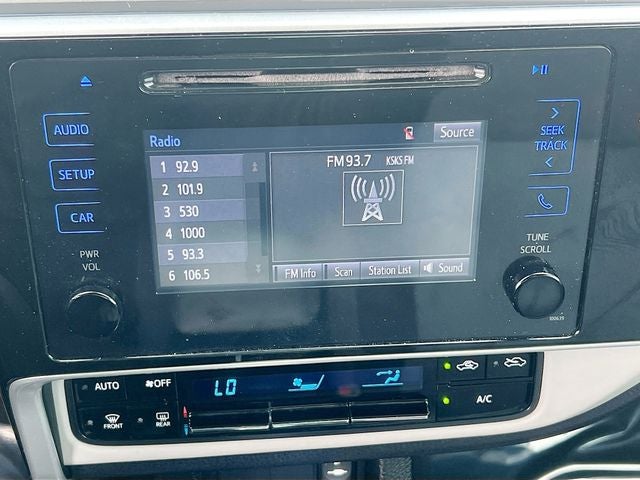 AUDIO
SETUP
CAR
PWR
VOL
Radio
Source
1 92.9
2 101.9
3 530
4 1000
5 93.3
6 106.5
FM 93.7 KSKS FM
FM Info
Scan
Station List
Sound
SEEK
TRACK
TUNE
SCROLL
100639
AUTO
OFF
LO
FRONT
REAR
A/C